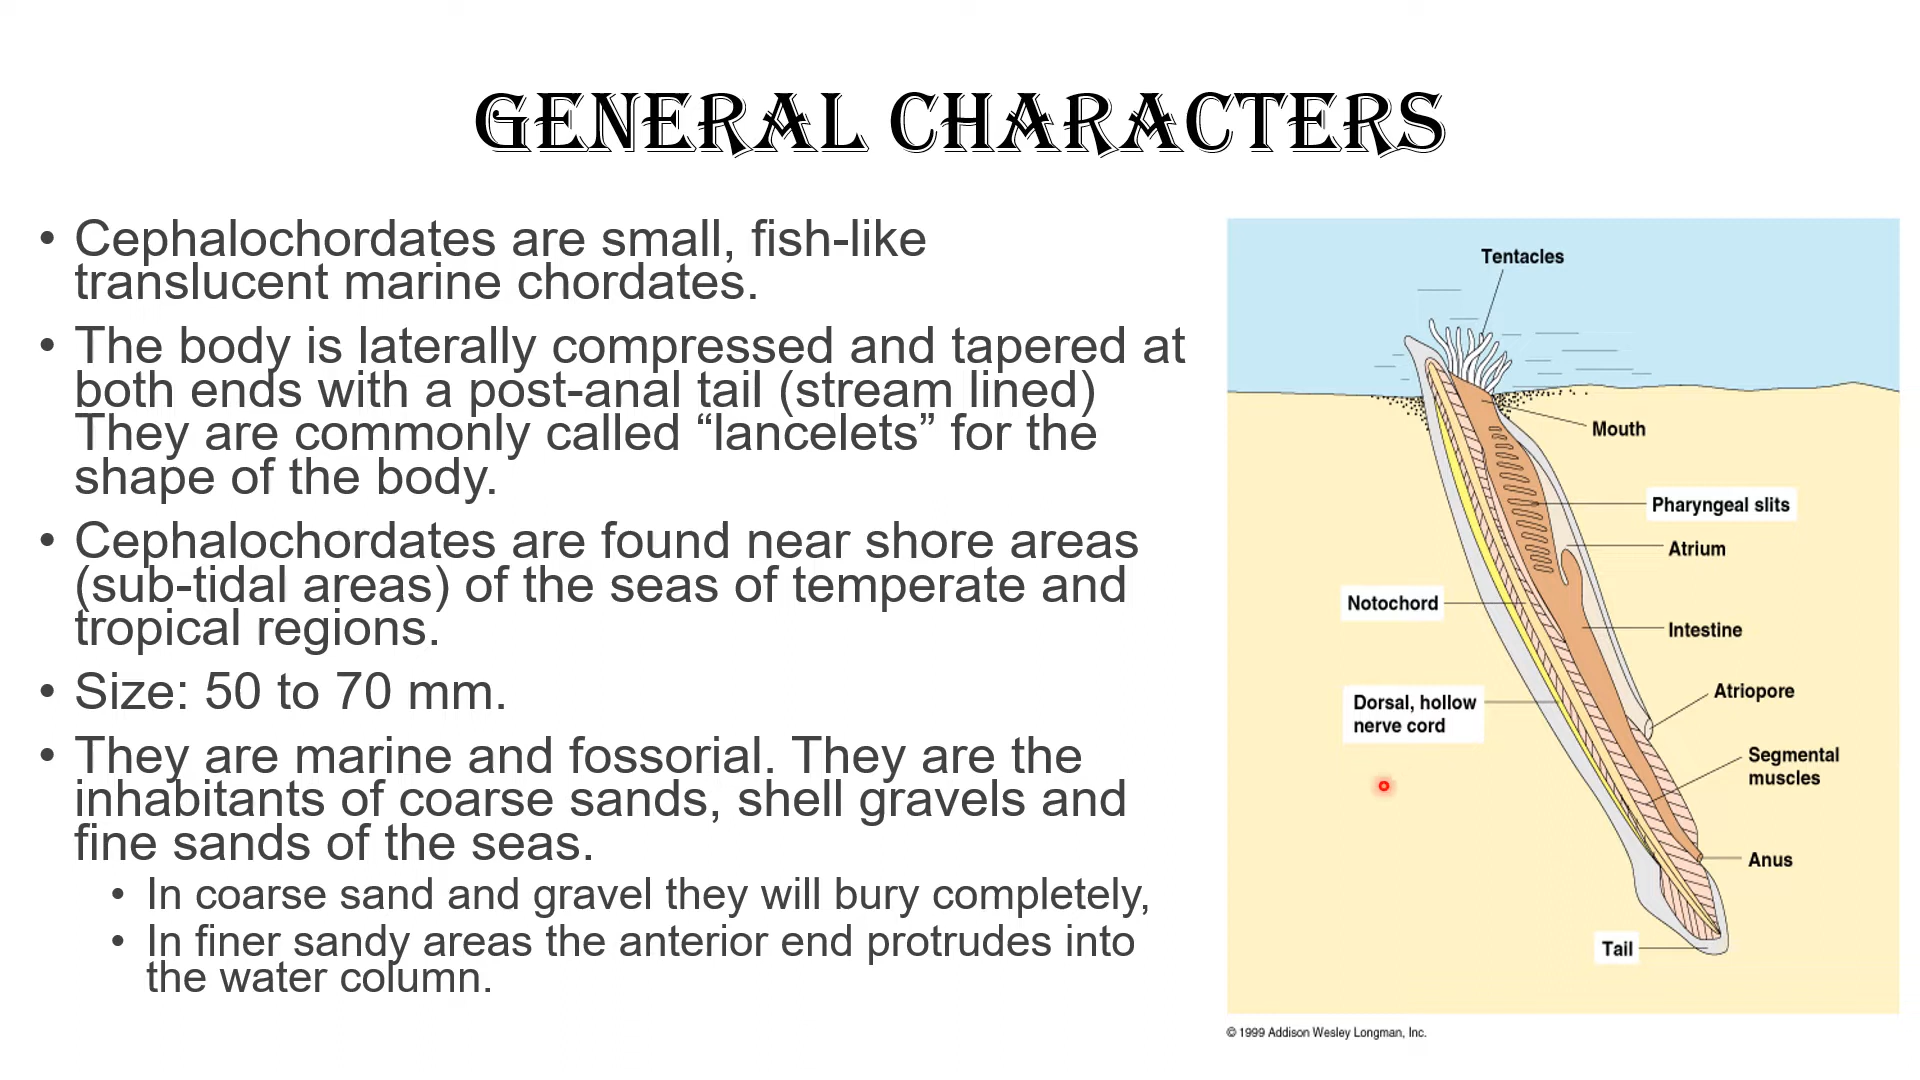 GENERAL CHARACTERS
• Cephalochordates are small, fish-like
translucent marine chordates.
• The body is laterally compressed and tapered at
both ends with a post-anal tail (stream lined)
They are commonly called “lancelets” for the
shape of the body.
• Cephalochordates are found near shore areas
(sub-tidal areas) of the seas of temperate and
tropical regions.
• Size: 50 to 70 mm.
• They are marine and fossorial. They are the
inhabitants of coarse sands, shell gravels and
fine sands of the seas.
• In coarse sand and gravel they will bury completely,
• In finer sandy areas the anterior end protrudes into
the water column.
Tentacles
Mouth
Pharyngeal slits
Atrium
Notochord
Intestine
Atriopore
Dorsal, hollow
nerve cord
Segmental
muscles
Anus
Tail
© 1999 Addison Wesley Longman, Inc.